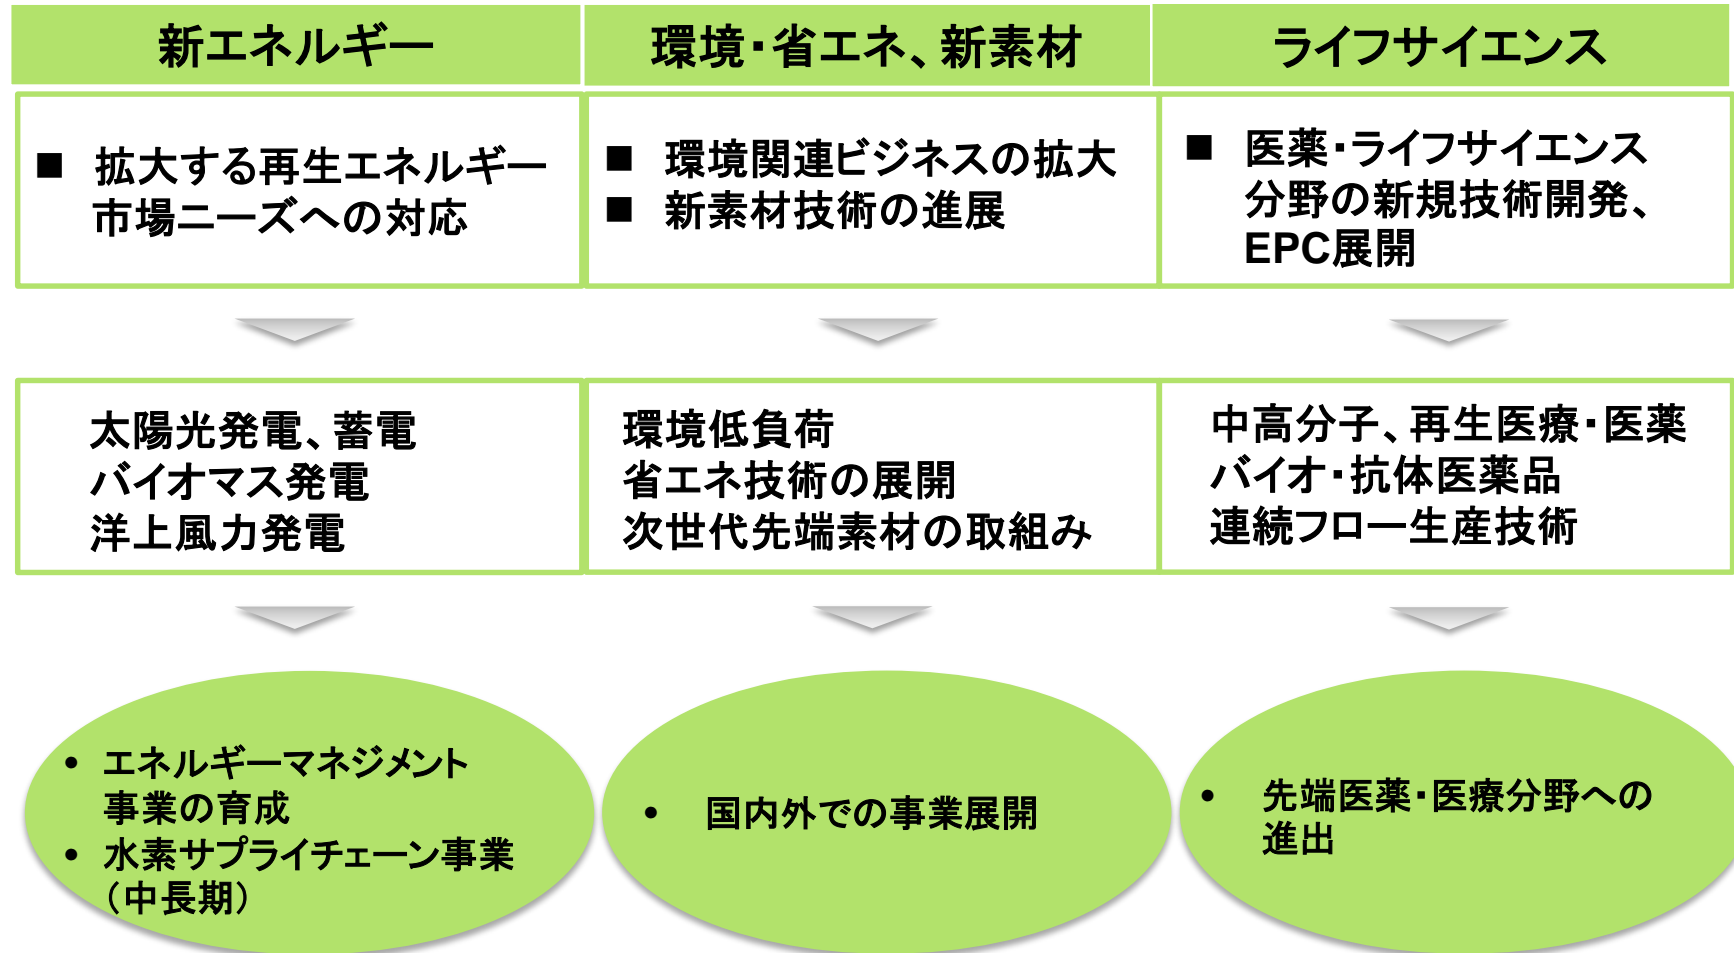 新エネルギー
環境・省エネ、新素材
ライフサイエンス
■ 拡大する再生エネルギー
市場ニーズへの対応
■ 環境関連ビジネスの拡大
■ 新素材技術の進展
■ 医薬・ライフサイエンス
分野の新規技術開発、
EPC展開
太陽光発電、蓄電
バイオマス発電
洋上風力発電
環境低負荷
省エネ技術の展開
次世代先端素材の取組み
中高分子、再生医療・医薬
バイオ・抗体医薬品
連続フロー生産技術
• エネルギーマネジメント
事業の育成
• 水素サプライチェーン事業
（中長期）
• 国内外での事業展開
• 先端医薬・医療分野への
進出